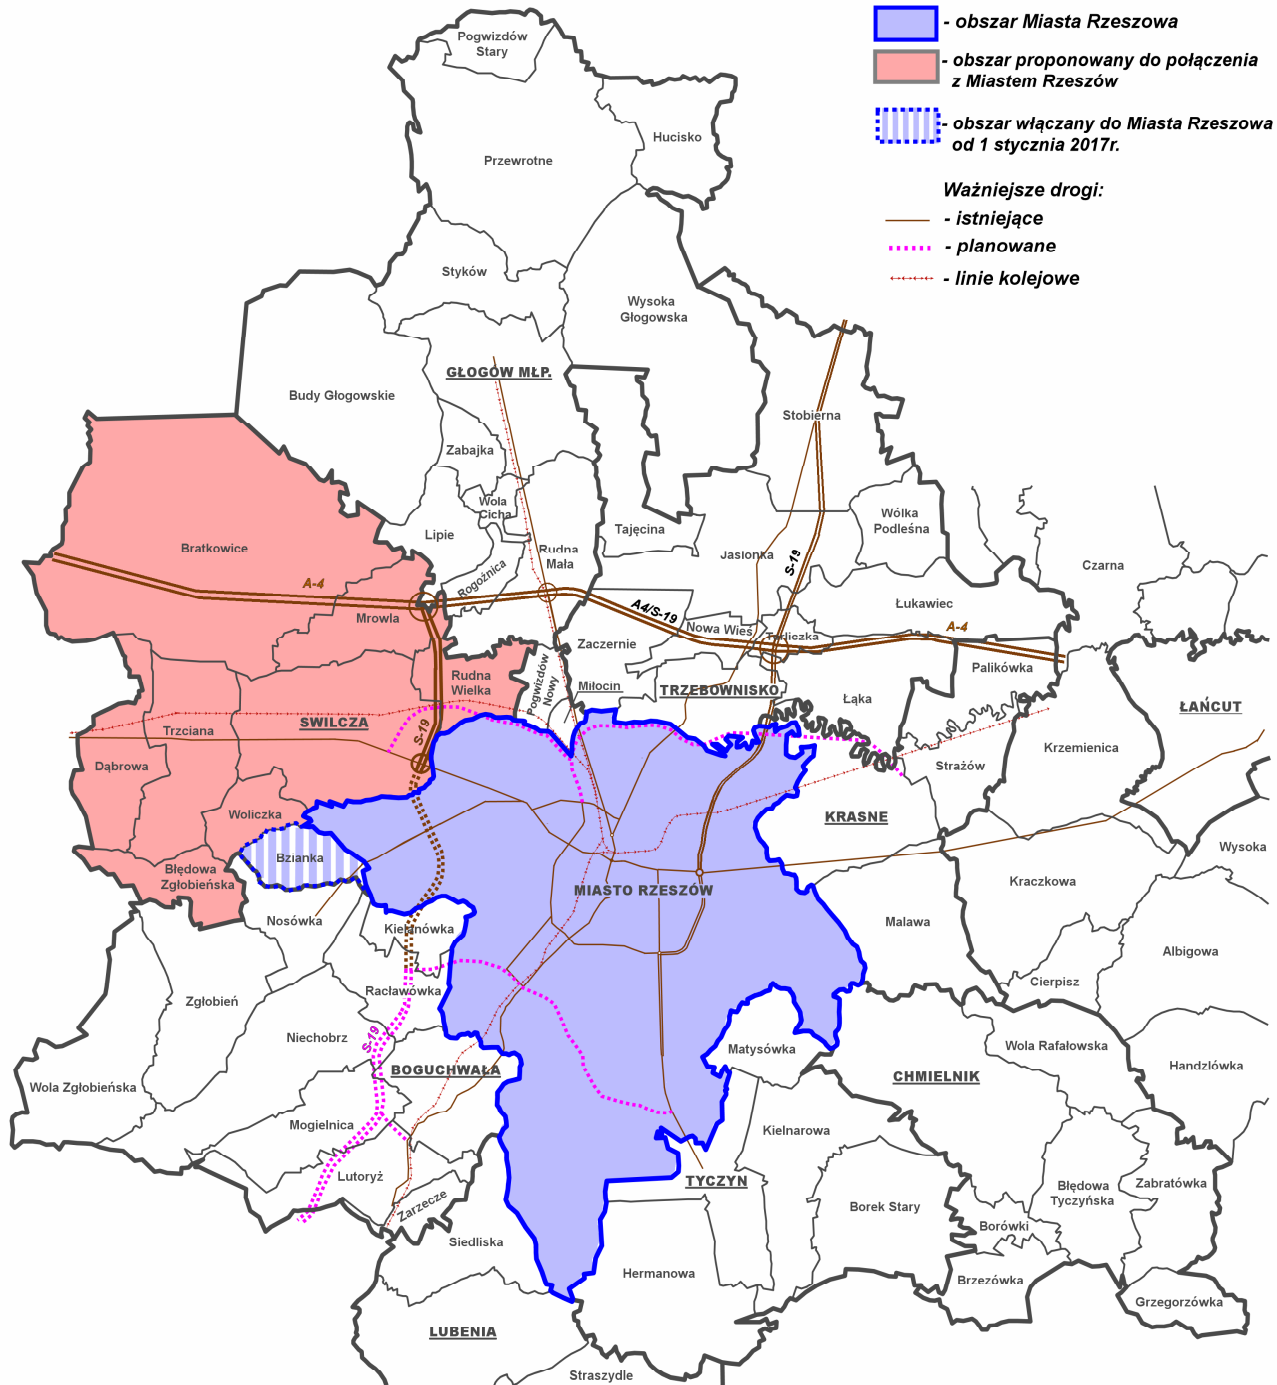 - obszar Miasta Rzeszowa
- obszar proponowany do połączenia
z Miastem Rzeszów
- obszar włączany do Miasta Rzeszowa
od 1 stycznia 2017r.
Ważniejsze drogi:
- istniejące
- planowane
- linie kolejowe
Pogwizdów
Stary
Hucisko
Przewrotne
Styków
Wysoka
Głogowska
GŁOGÓW MŁP.
Budy Głogowskie
Stobierna
Zabajka
Wola
Cicha
Lipie
Tajęcina
Wólka
Podleśna
Bratkowice
Rudna
Mała
Jasionka
S-19
Czarna
Rogoźnica
A-4
Mrowla
A4/S-19
Łukawiec
Nowa Wieś
Terliczka
A-4
Zaczernie
Palikówka
Rudna
Wielka
Pogwizdów
Nowy
Miłocin
TRZEBOWNISKO
Łąka
ŁAŃCUT
ŚWILCZA
Trzciana
S-19
Krzemienica
Dąbrowa
Strażów
Woliczka
KRASNE
Bzianka
Wysoka
Błędowa
Zgłobieńska
Kraczkowa
MIASTO RZESZÓW
Nosówka
Kielanówka
Malawa
Albigowa
Zgłobień
Racławówka
Cierpisz
Niechobrz
S-19
Matysówka
Wola Rafałowska
BOGUCHWAŁA
CHMIELNIK
Handzlówka
Wola Zgłobieńska
Mogielnica
Kielnarowa
Lutoryż
TYCZYN
Błędowa
Tyczyńska
Zabratówka
Zarzecze
Borek Stary
Borówki
Siedliska
Hermanowa
Brzezówka
Grzegorzówka
LUBENIA
Straszydle